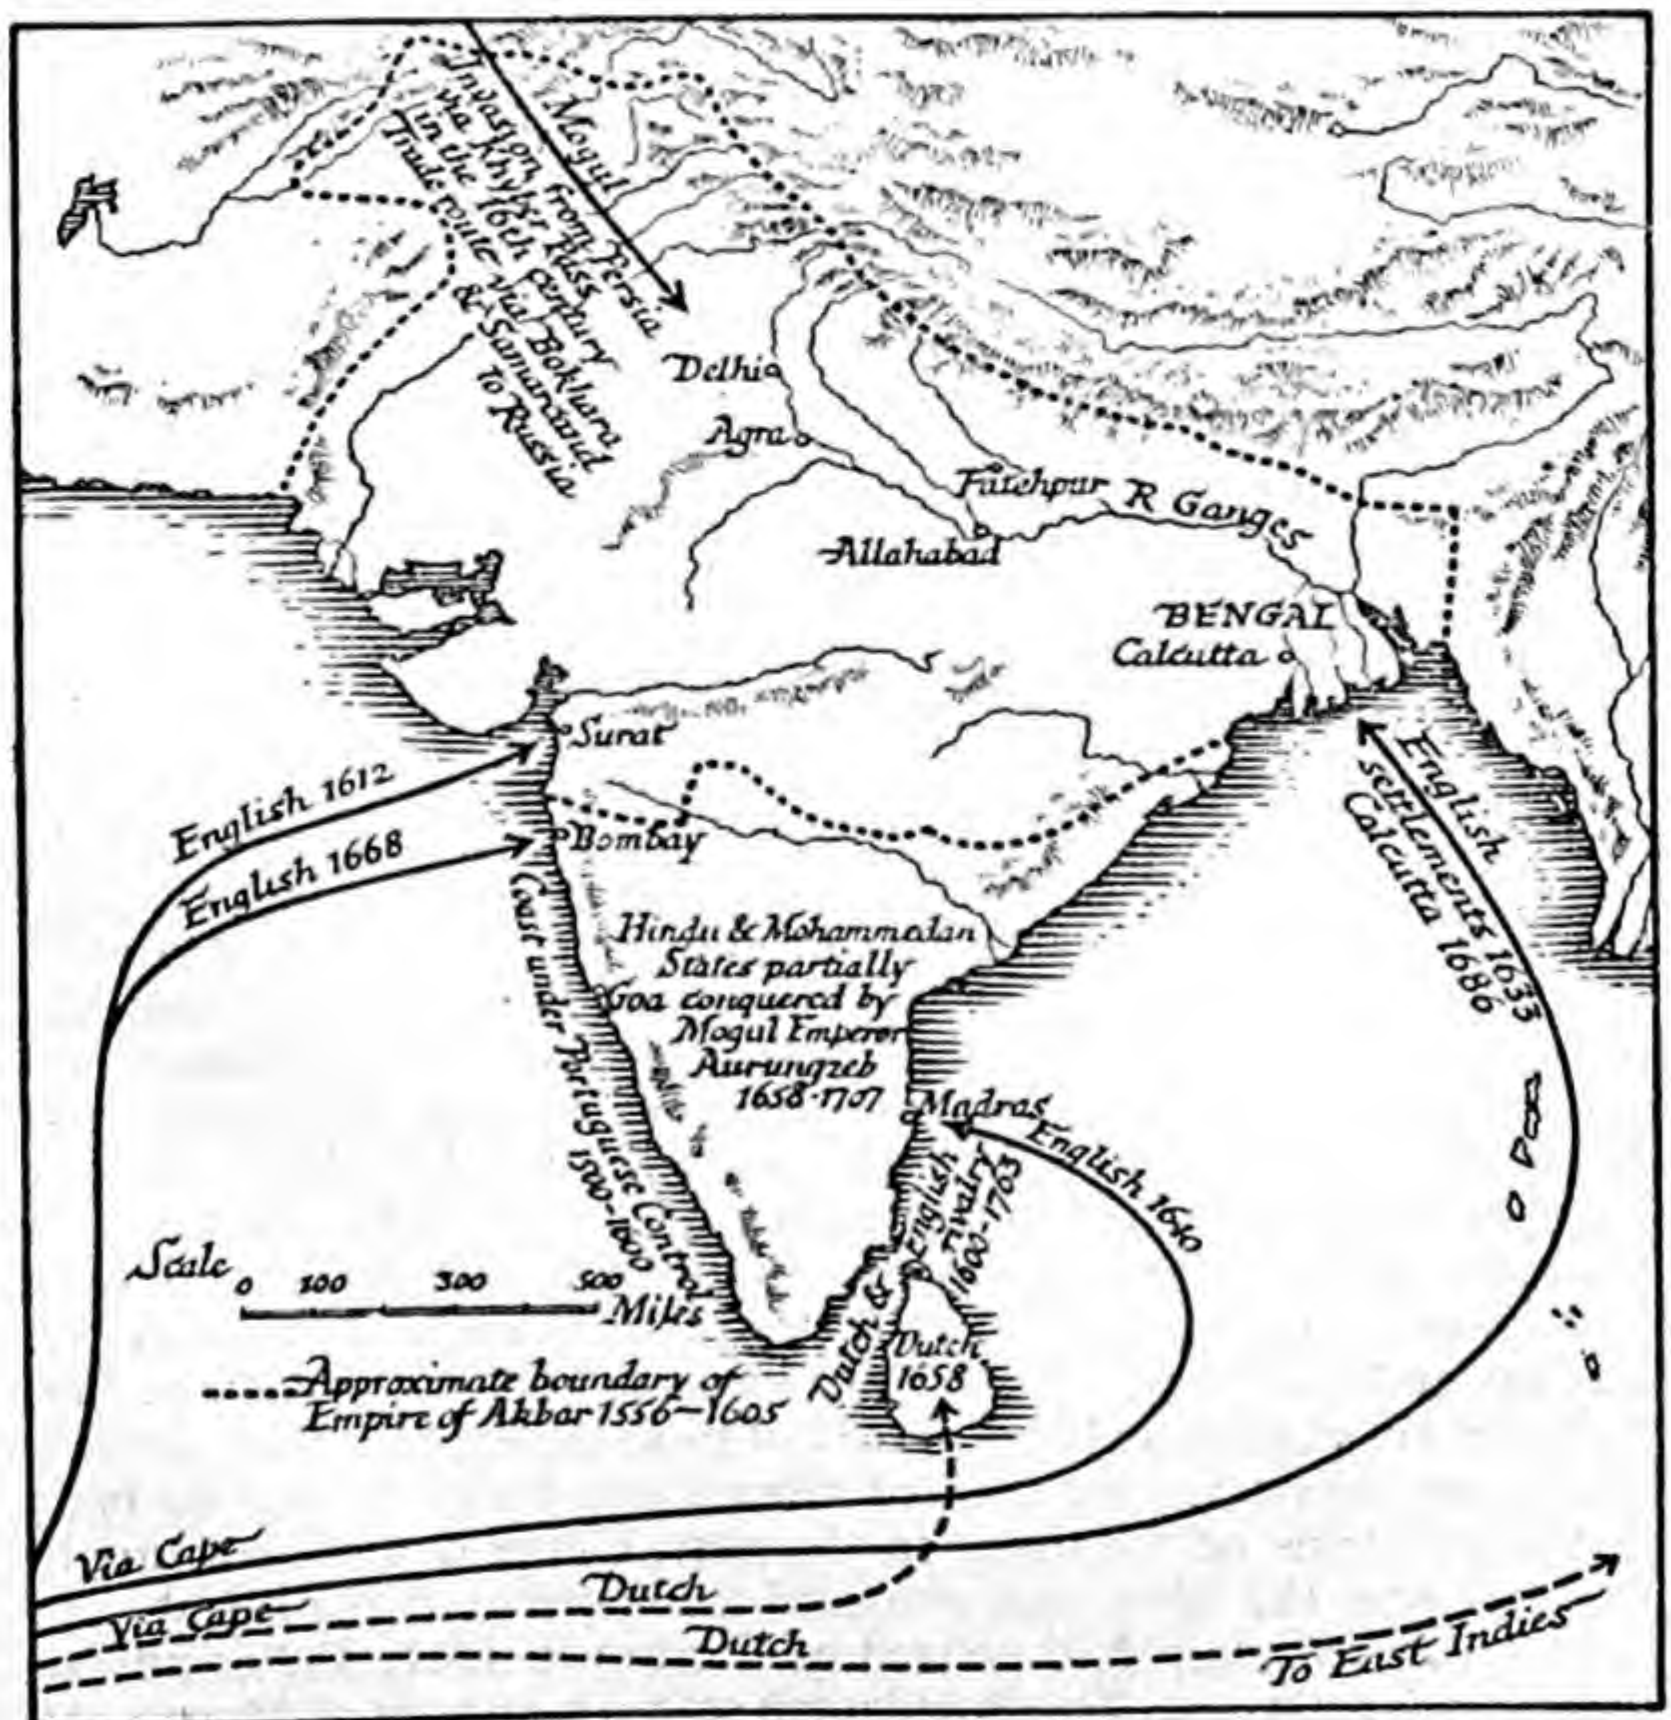 Mogul
Invasion from Persia
via Khyber Pass
in the 16th century
Trade route via Bokhara
& Samarcand
to Russia
Delhi
Agra
Fatehpur R Ganges
Allahabad
BENGAL
Calcutta
Surat
English 1612
Bombay
English 1668
English
settlements 1633
Calcutta 1686
Coast under Portuguese Control
1500-1600
Hindu & Mohammedan
States partially
Goa conquered by
Mogul Emperor
Aurungzeb
1658-1707
Madras
English 1640
Dutch & English
rivalry
1600-1703
Scale
0 100 300 500
Miles
Dutch
1658
Approximate boundary of
Empire of Akbar 1556-1605
Via Cape
Dutch
Via Cape
Dutch
To East Indies